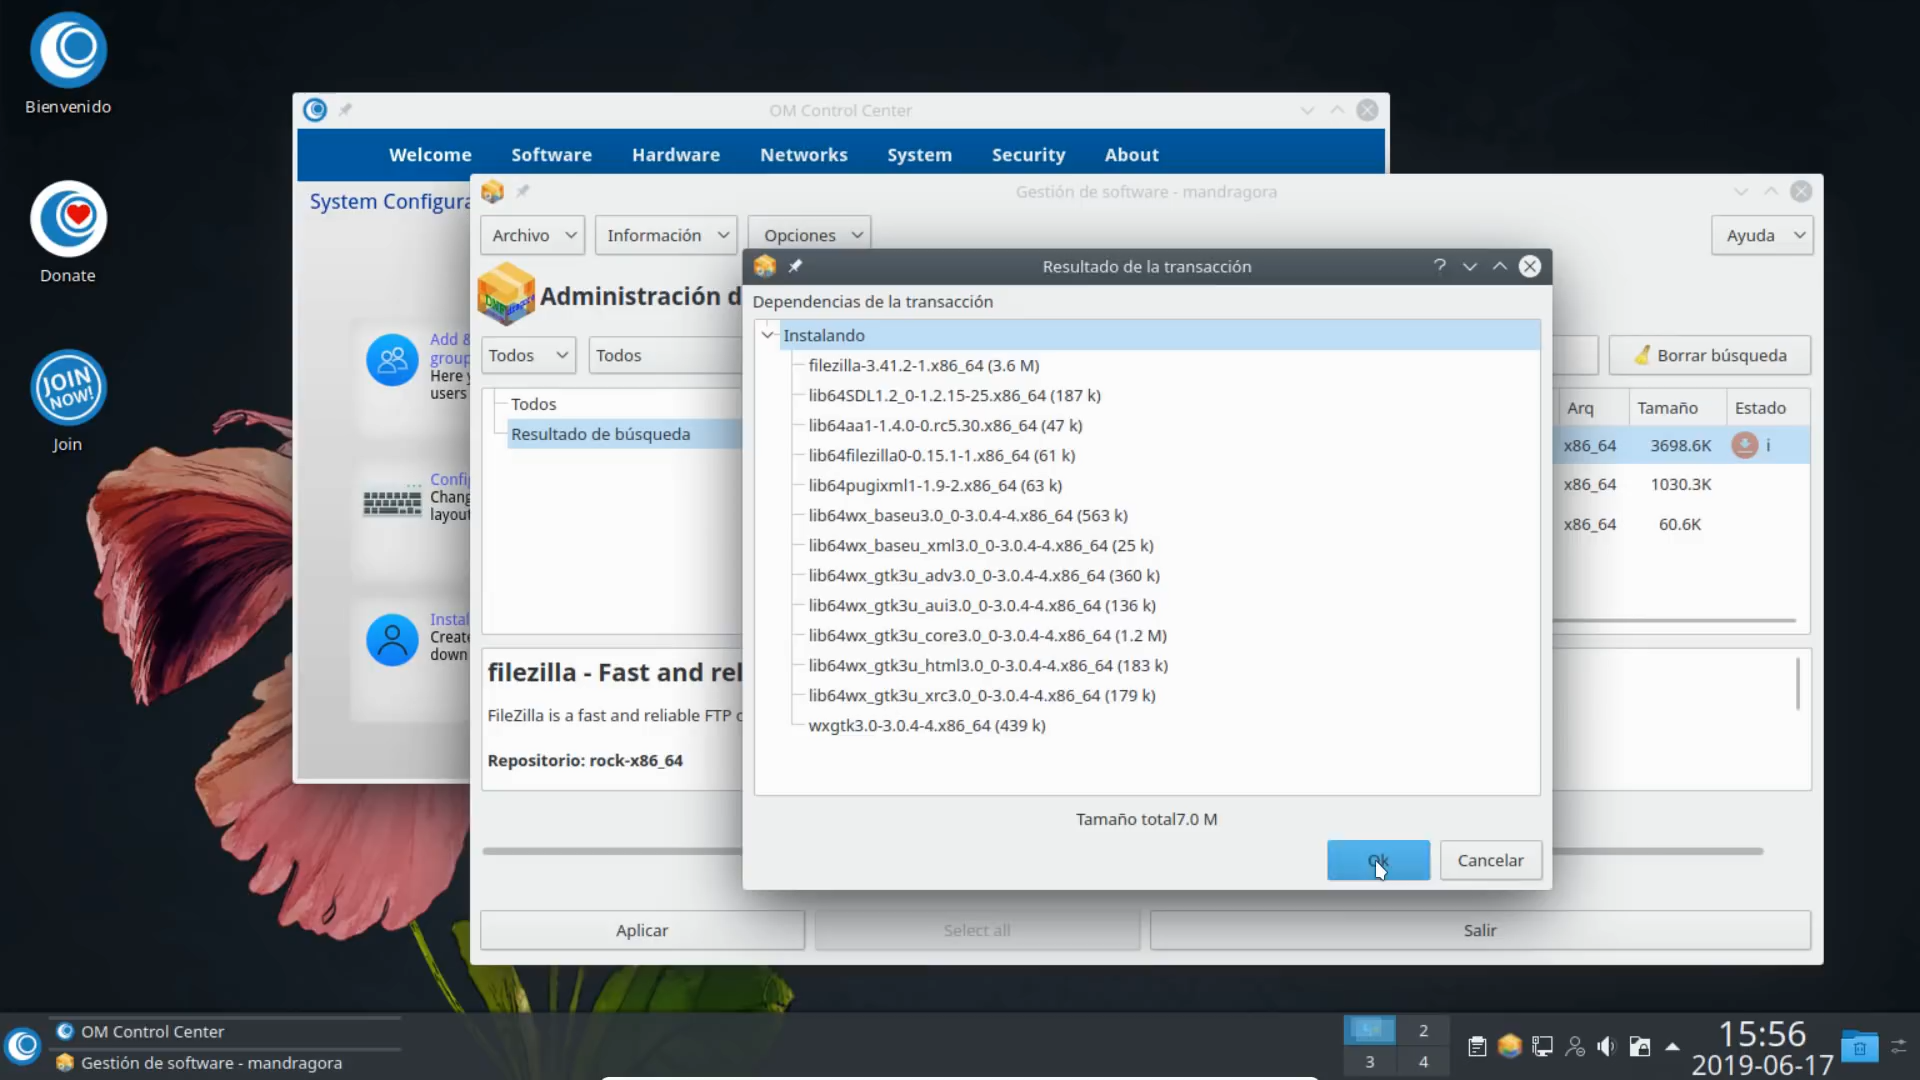 Bienvenido
Donate
JOIN
NOW!
Join
OM Control Center
Welcome Software Hardware Networks System Security About
System Configura
Add &
group
Here y
users
Config
Chang
layout
Instal
Create
down
Gestión de software - mandragora
Archivo Información Opciones Ayuda
Administración d
Todos Todos Borrar búsqueda
Todos
Resultado de búsqueda
Arq Tamaño Estado
x86_64 3698.6K i
x86_64 1030.3K
x86_64 60.6K
filezilla - Fast and rel
FileZilla is a fast and reliable FTP c
Repositorio: rock-x86_64
Aplicar Select all Salir
Resultado de la transacción
Dependencias de la transacción
Instalando
filezilla-3.41.2-1.x86_64 (3.6 M)
lib64SDL1.2_0-1.2.15-25.x86_64 (187 k)
lib64aa1-1.4.0-0.rc5.30.x86_64 (47 k)
lib64filezilla0-0.15.1-1.x86_64 (61 k)
lib64pugixml1-1.9-2.x86_64 (63 k)
lib64wx_baseu3.0_0-3.0.4-4.x86_64 (563 k)
lib64wx_baseu_xml3.0_0-3.0.4-4.x86_64 (25 k)
lib64wx_gtk3u_adv3.0_0-3.0.4-4.x86_64 (360 k)
lib64wx_gtk3u_aui3.0_0-3.0.4-4.x86_64 (136 k)
lib64wx_gtk3u_core3.0_0-3.0.4-4.x86_64 (1.2 M)
lib64wx_gtk3u_html3.0_0-3.0.4-4.x86_64 (183 k)
lib64wx_gtk3u_xrc3.0_0-3.0.4-4.x86_64 (179 k)
wxgtk3.0-3.0.4-4.x86_64 (439 k)
Tamaño total7.0 M
Ok Cancelar
OM Control Center
Gestión de software - mandragora
2
3 4
15:56
2019-06-17